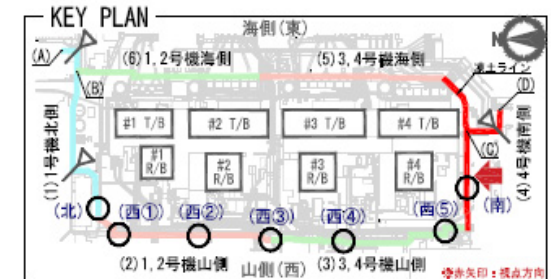 KEY PLAN
海側(東)
(A)
(6)1,2号機海側
(5)3,4号機海側
凍土ライン
(B)
(D)
#1 T/B
#2 T/B
#3 T/B
#4 T/B
(1)1号機北側
#1
R/B
#2
R/B
#3
R/B
#4
R/B
(C)
(4)4号機南側
(北)
(西①)
(西②)
(西③)
(西④)
(西⑤)
(南)
(2)1,2号機山側
山側(西)
(3)3,4号機山側
※赤矢印：視点方向